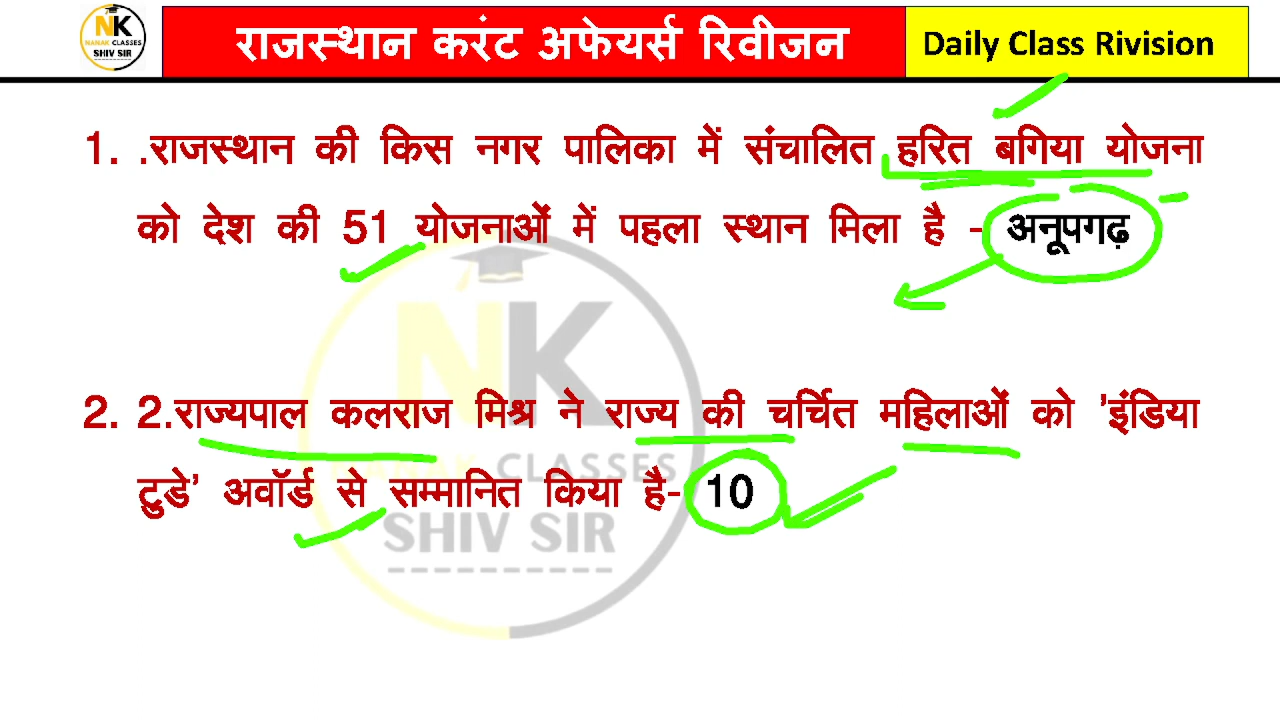 NK
NANAK CLASSES
SHIV SIR
राजस्थान करंट अफेयर्स रिवीजन
Daily Class Rivision
1. .राजस्थान की किस नगर पालिका में संचालित हरित बगिया योजना
को देश की 51 योजनाओं में पहला स्थान मिला है - अनूपगढ़
2. 2.राज्यपाल कलराज मिश्र ने राज्य की चर्चित महिलाओं को 'इंडिया
टुडे' अवॉर्ड से सम्मानित किया है- 10
NK
NANAK CLASSES
SHIV SIR